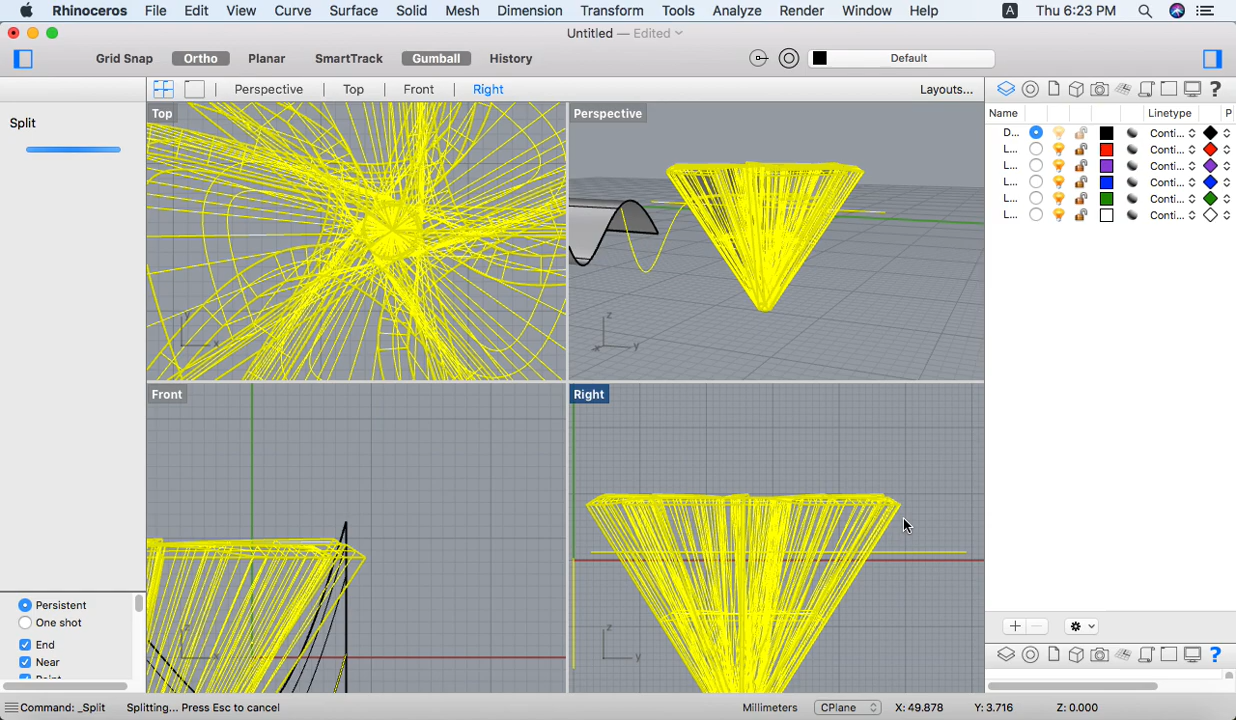 Rhinoceros File Edit View Curve Surface Solid Mesh Dimension Transform Tools Analyze Render Window Help A Thu 6:23 PM
Untitled — Edited
Grid Snap Ortho Planar SmartTrack Gumball History Default
Perspective Top Front Right Layouts...
Name Linetype P
Split
Top
Perspective
D... Conti...
L... Conti...
L... Conti...
L... Conti...
L... Conti...
L... Conti...
y x
z y
Front
Right
Persistent
One shot
End
Near
z
z y
Command: _Split Splitting... Press Esc to cancel Millimeters CPlane X: 49.878 Y: 3.716 Z: 0.000